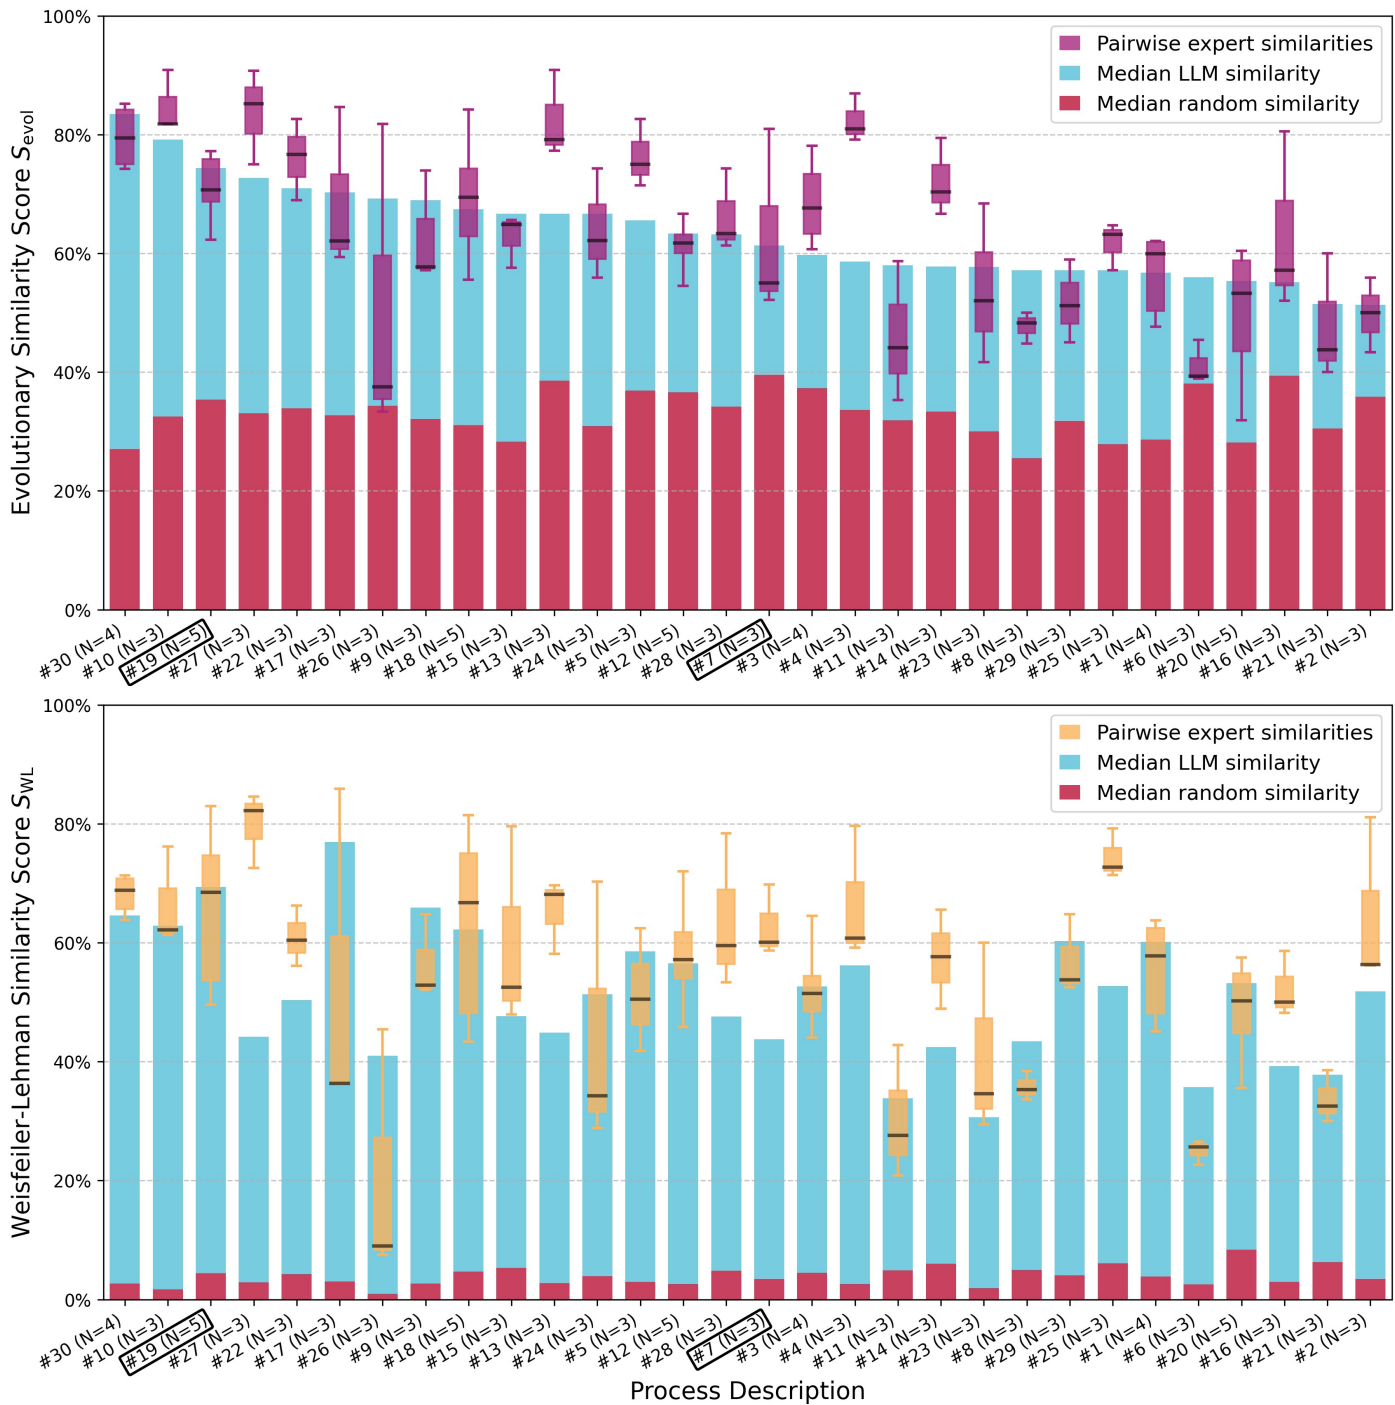 100%
80%
60%
40%
20%
0%
Evolutionary Similarity Score S_evol
Pairwise expert similarities
Median LLM similarity
Median random similarity
#30 (N=4)
#10 (N=3)
#19 (N=5)
#27 (N=3)
#22 (N=3)
#17 (N=3)
#26 (N=3)
#9 (N=3)
#18 (N=5)
#15 (N=3)
#13 (N=3)
#24 (N=3)
#5 (N=3)
#12 (N=5)
#28 (N=3)
#7 (N=3)
#3 (N=4)
#4 (N=3)
#11 (N=3)
#14 (N=3)
#23 (N=3)
#8 (N=3)
#29 (N=3)
#25 (N=3)
#1 (N=4)
#6 (N=3)
#20 (N=5)
#16 (N=3)
#21 (N=3)
#2 (N=3)
100%
80%
60%
40%
20%
0%
Weisfeiler-Lehman Similarity Score S_WL
Pairwise expert similarities
Median LLM similarity
Median random similarity
#30 (N=4)
#10 (N=3)
#19 (N=5)
#27 (N=3)
#22 (N=3)
#17 (N=3)
#26 (N=3)
#9 (N=3)
#18 (N=5)
#15 (N=3)
#13 (N=3)
#24 (N=3)
#5 (N=3)
#12 (N=5)
#28 (N=3)
#7 (N=3)
#3 (N=4)
#4 (N=3)
#11 (N=3)
#14 (N=3)
#23 (N=3)
#8 (N=3)
#29 (N=3)
#25 (N=3)
#1 (N=4)
#6 (N=3)
#20 (N=5)
#16 (N=3)
#21 (N=3)
#2 (N=3)
Process Description